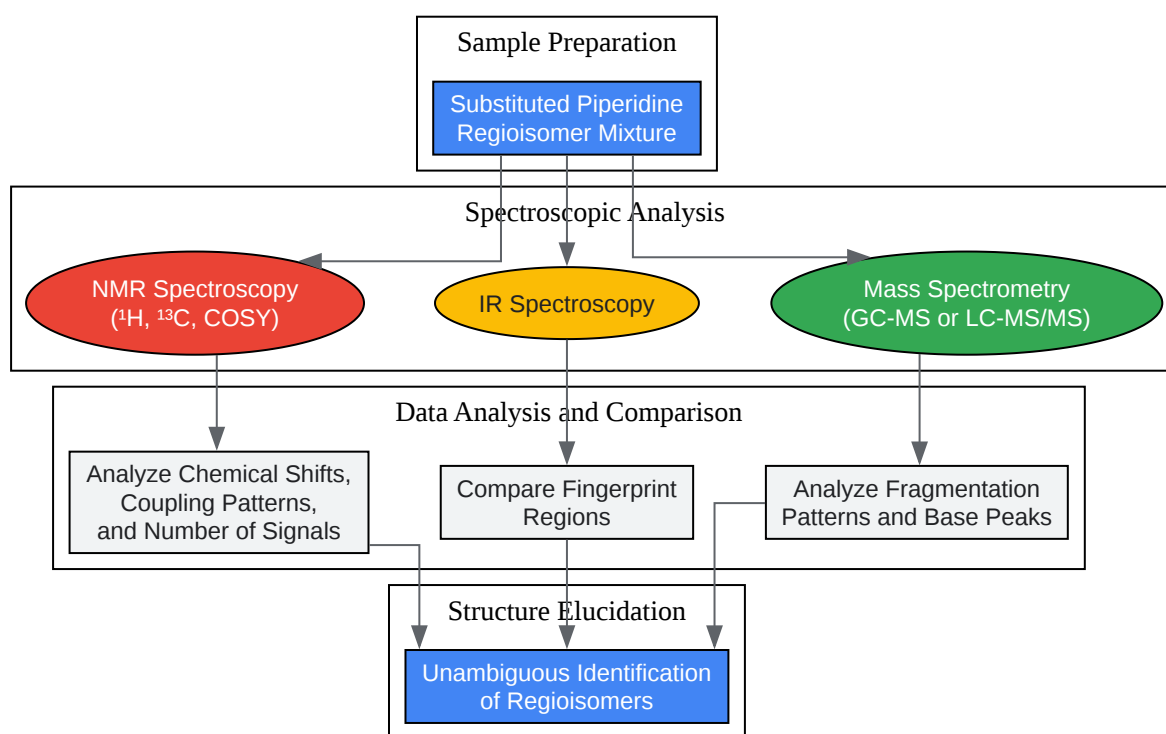 Sample Preparation
Substituted Piperidine
Regioisomer Mixture
Spectroscopic Analysis
NMR Spectroscopy
(¹H, ¹³C, COSY)
IR Spectroscopy
Mass Spectrometry
(GC-MS or LC-MS/MS)
Data Analysis and Comparison
Analyze Chemical Shifts,
Coupling Patterns,
and Number of Signals
Compare Fingerprint
Regions
Analyze Fragmentation
Patterns and Base Peaks
Structure Elucidation
Unambiguous Identification
of Regioisomers